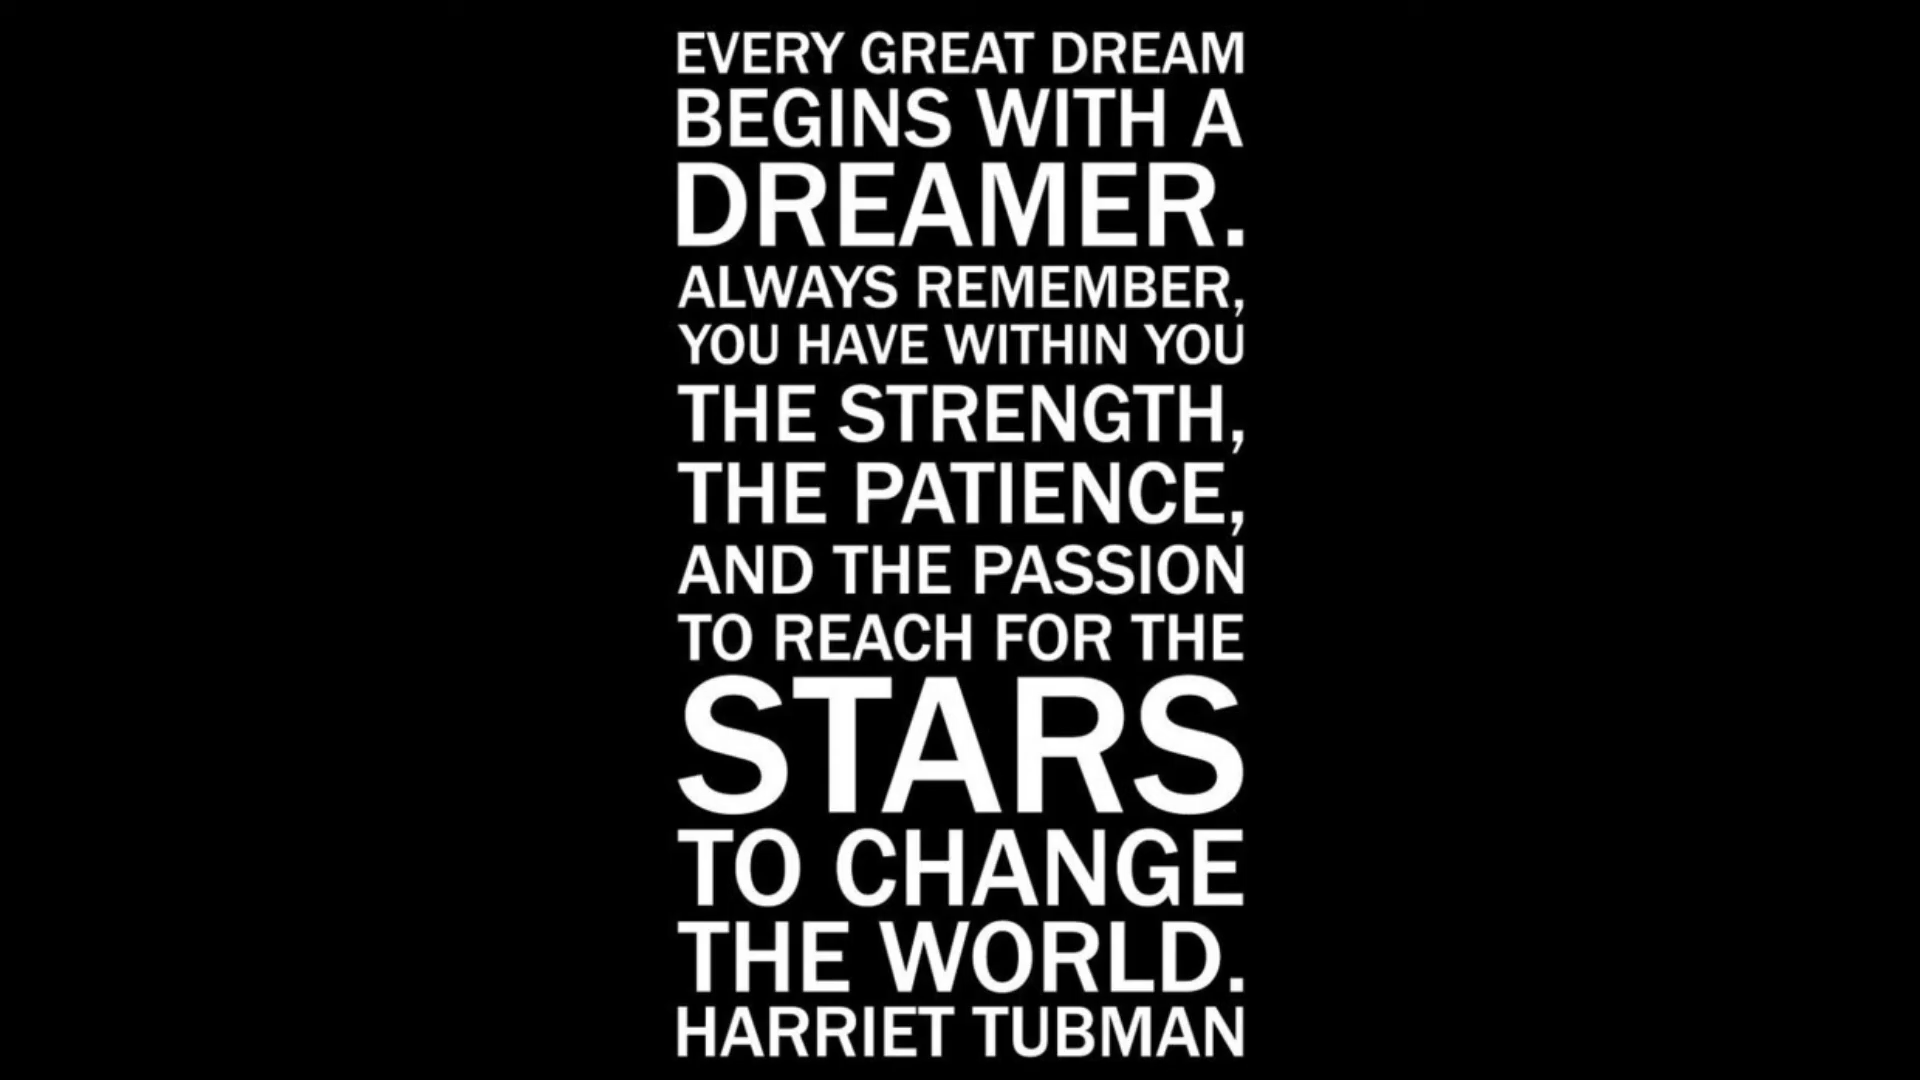 EVERY GREAT DREAM
BEGINS WITH A
DREAMER.
ALWAYS REMEMBER,
YOU HAVE WITHIN YOU
THE STRENGTH,
THE PATIENCE,
AND THE PASSION
TO REACH FOR THE
STARS
TO CHANGE
THE WORLD.
HARRIET TUBMAN